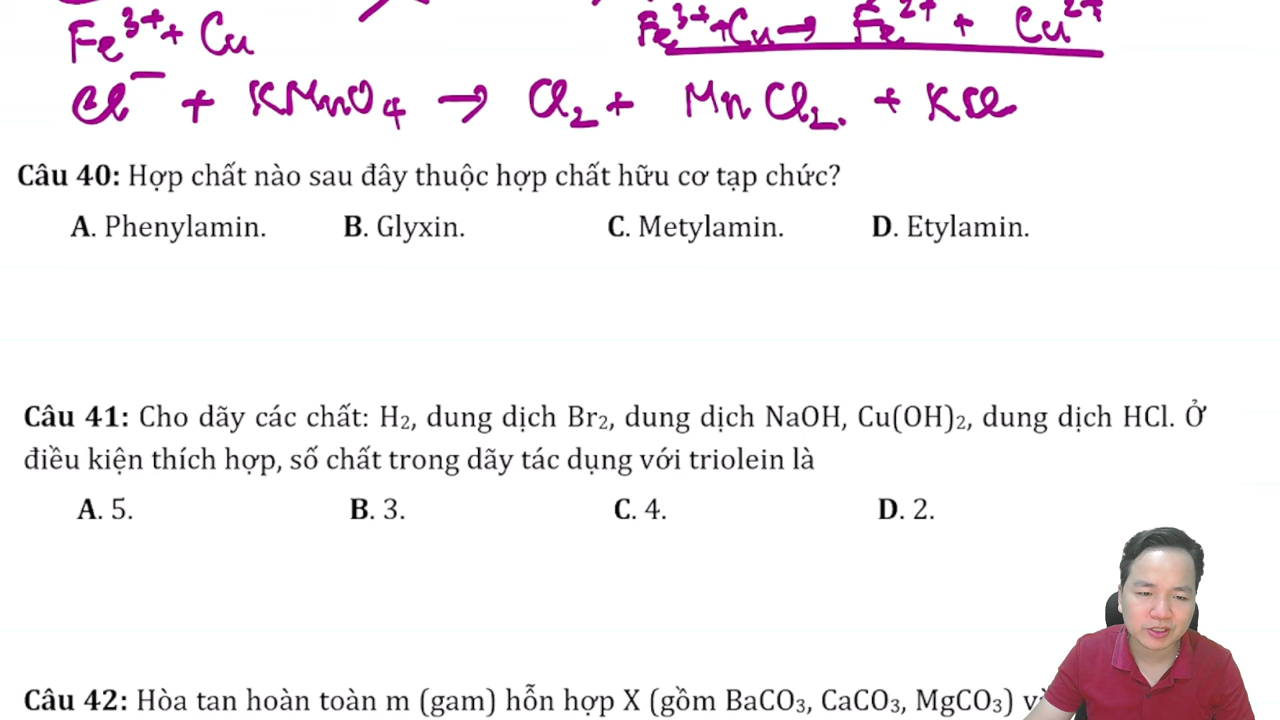 Fe³⁺ + Cu
Fe³⁺ + Cu → Fe²⁺ + Cu²⁺
Cl⁻ + KMnO₄ → Cl₂ + MnCl₂. + KCl
Câu 40: Hợp chất nào sau đây thuộc hợp chất hữu cơ tạp chức?
A. Phenylamin. B. Glyxin. C. Metylamin. D. Etylamin.
Câu 41: Cho dãy các chất: H₂, dung dịch Br₂, dung dịch NaOH, Cu(OH)₂, dung dịch HCl. Ở
điều kiện thích hợp, số chất trong dãy tác dụng với triolein là
A. 5. B. 3. C. 4. D. 2.
Câu 42: Hòa tan hoàn toàn m (gam) hỗn hợp X (gồm BaCO₃, CaCO₃, MgCO₃)